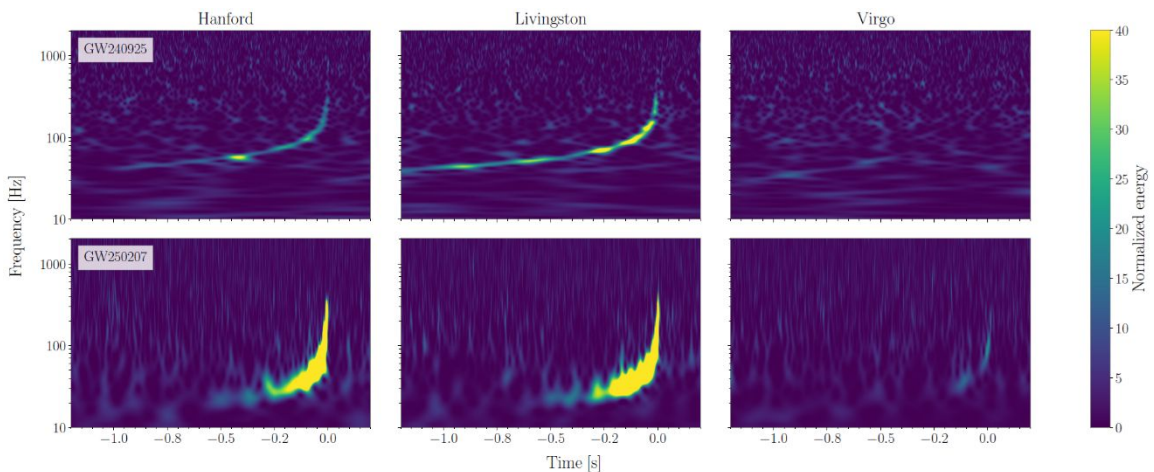 Hanford
Livingston
Virgo
GW240925
1000
100
10
GW250207
1000
100
10
Frequency [Hz]
−1.0 −0.8 −0.5 −0.2 0.0
−1.0 −0.8 −0.5 −0.2 0.0
−1.0 −0.8 −0.5 −0.2 0.0
Time [s]
40
35
30
25
20
15
10
5
0
Normalized energy